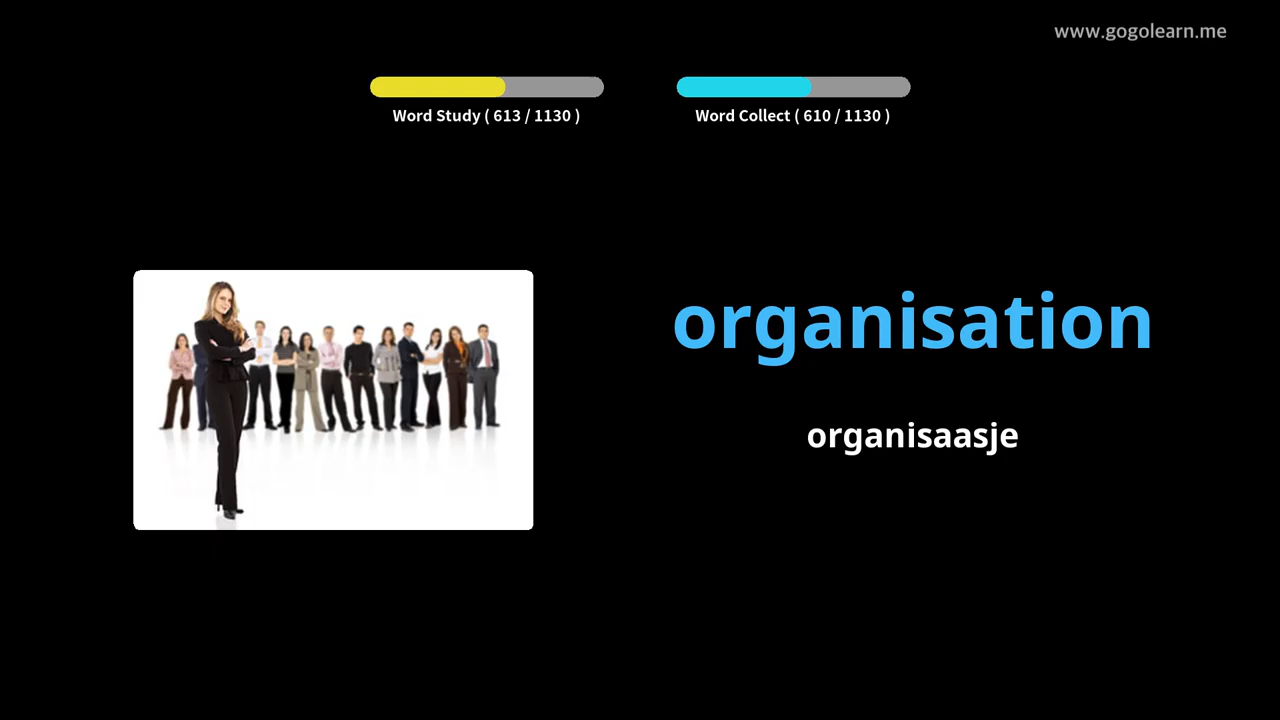 www.gogolearn.me
Word Study ( 613 / 1130 )
Word Collect ( 610 / 1130 )
organisation
organisaasje